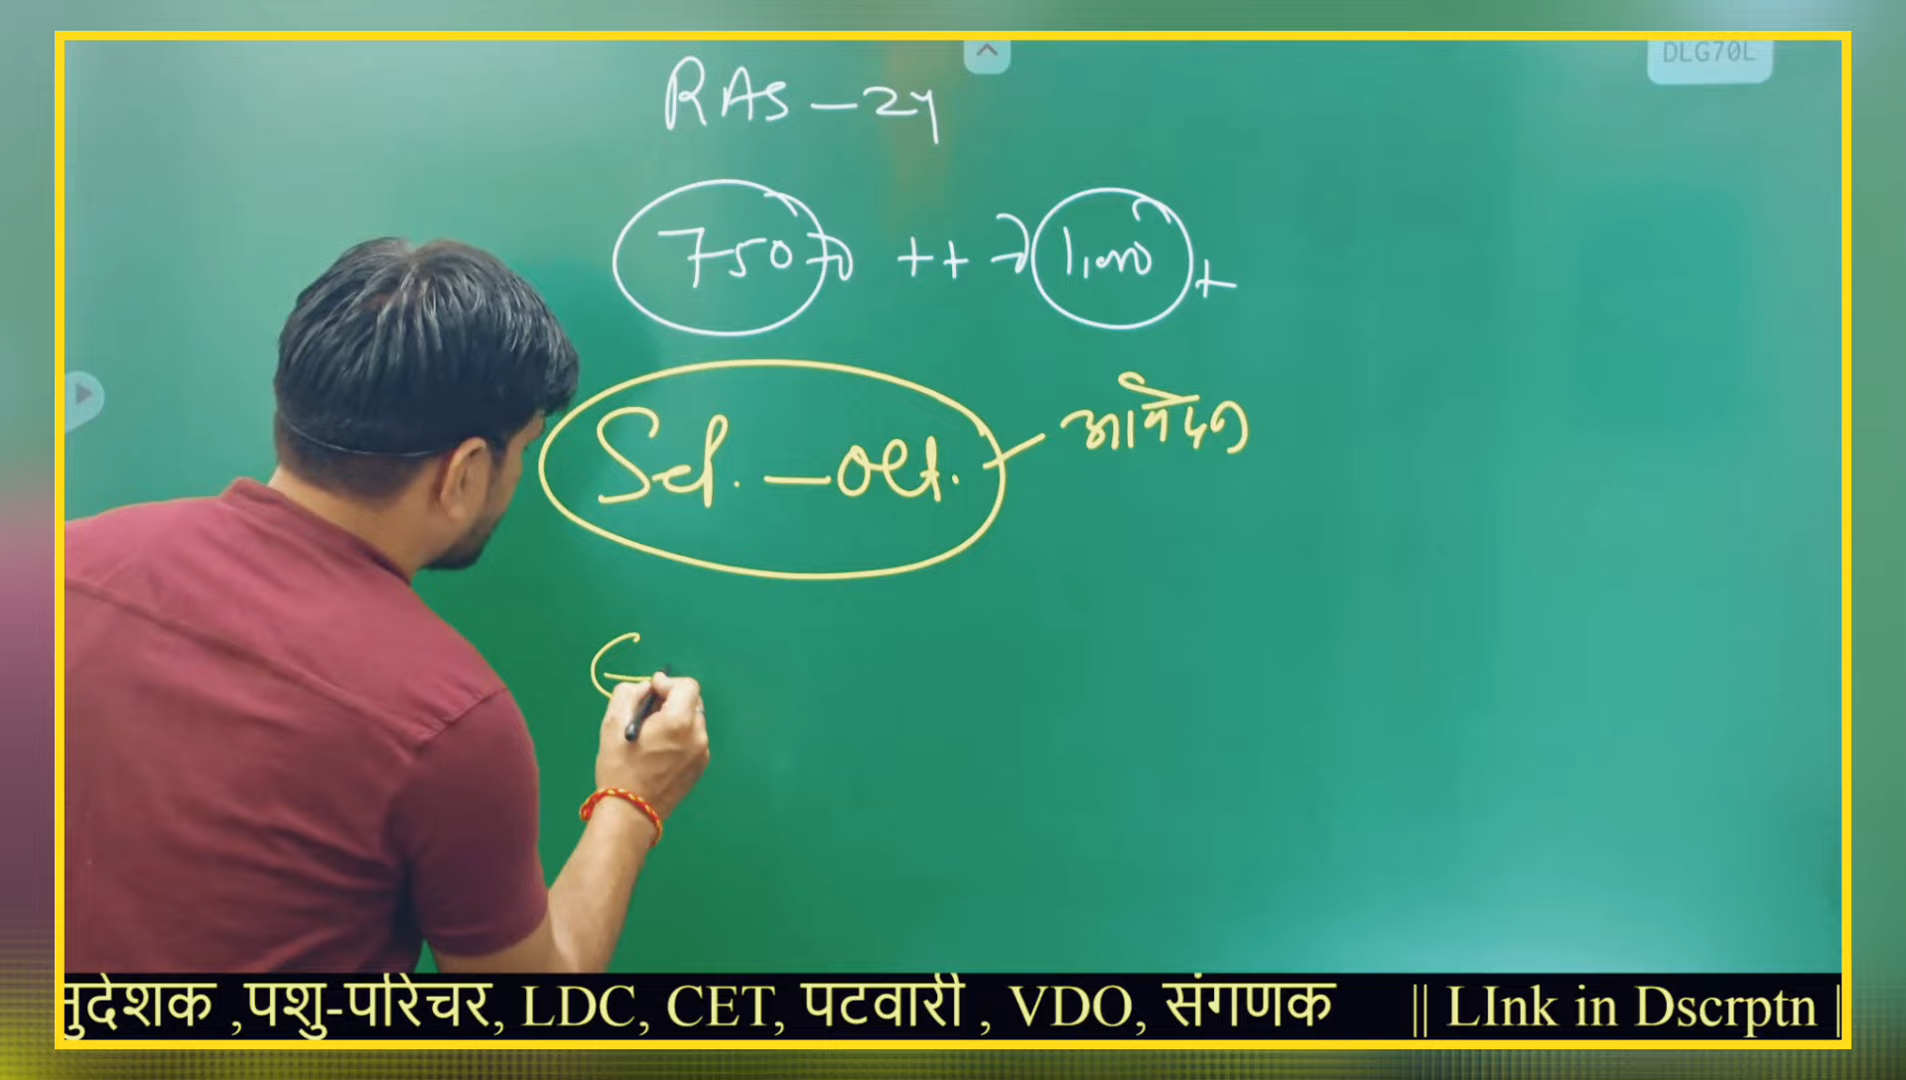 DLG70L
RAS - 24
750 ++ → 1,000 +
Sep. - Oct. - आवेदन
नुदेशक ,पशु-परिचर, LDC, CET, पटवारी , VDO, संगणक || LInk in Dscrptn |